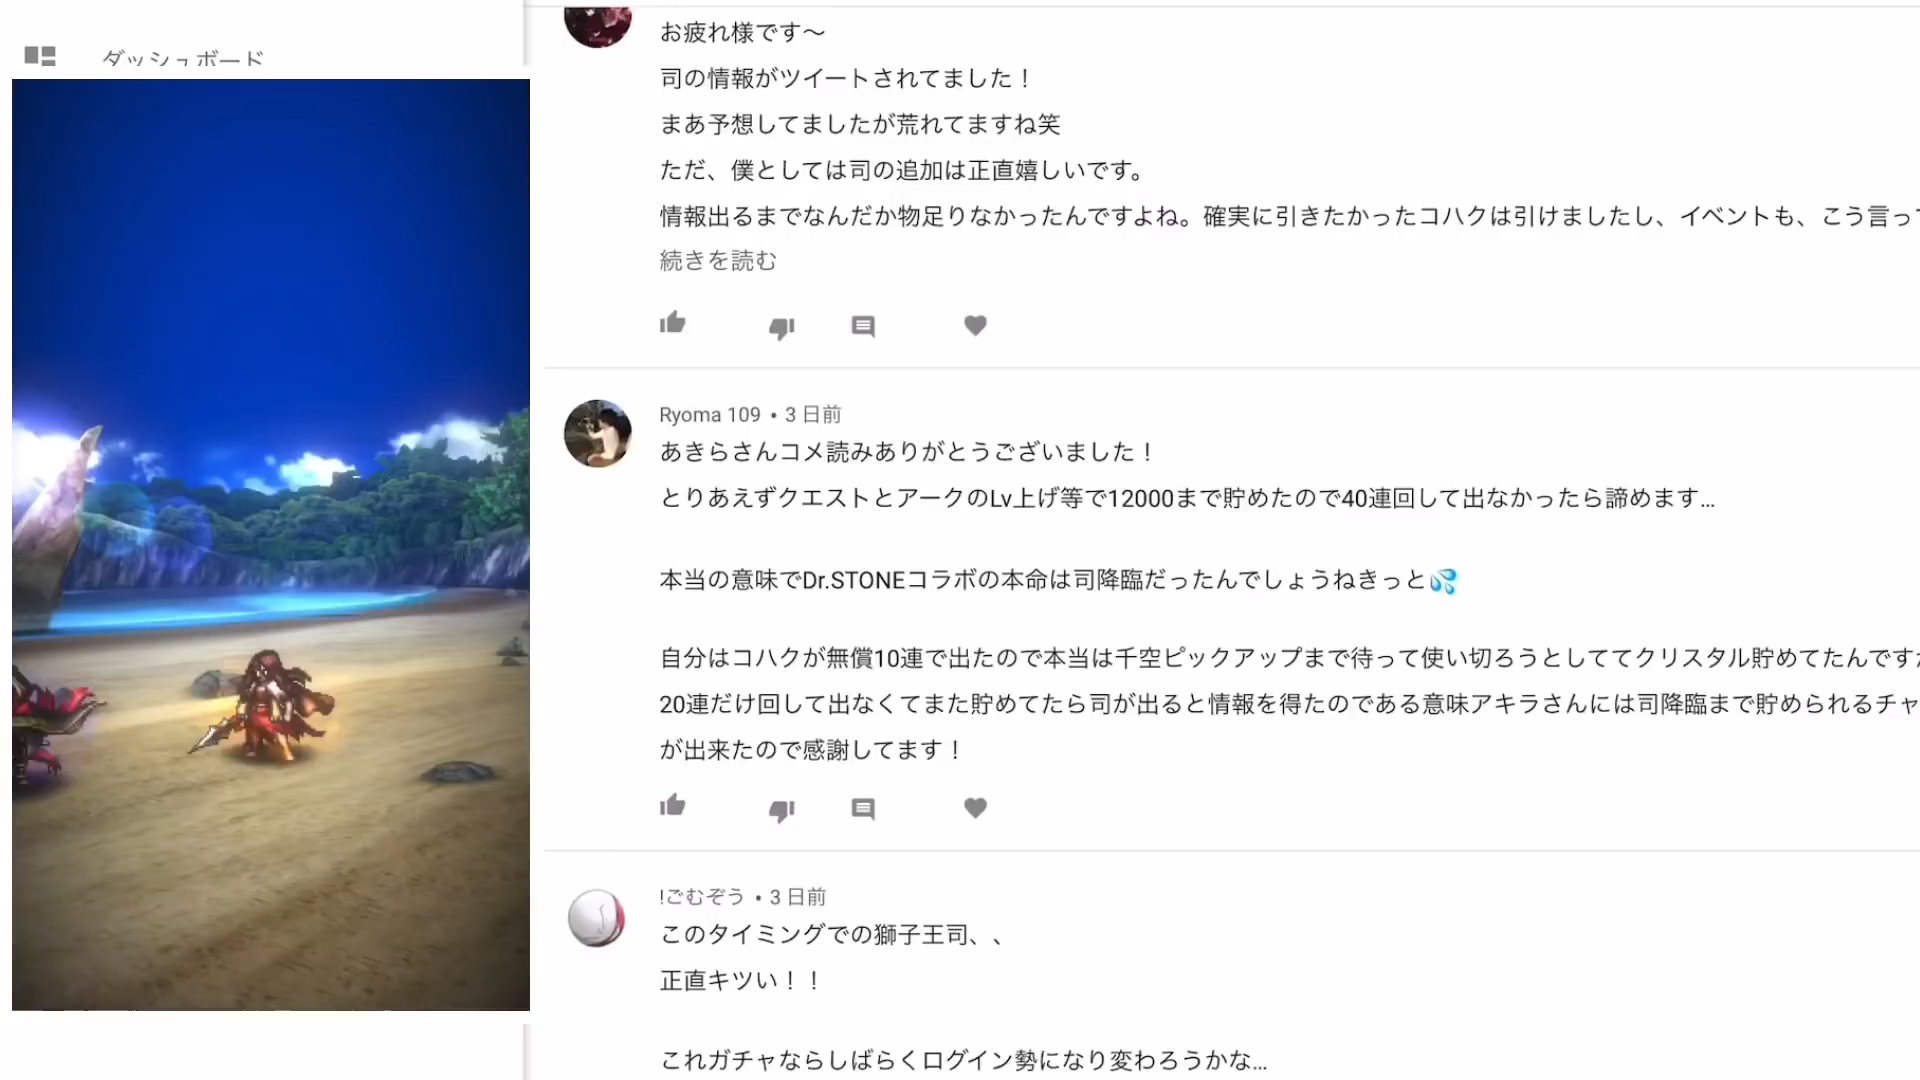 ダッシュボード
お疲れ様です〜
司の情報がツイートされてました！
まあ予想してましたが荒れてますね笑
ただ、僕としては司の追加は正直嬉しいです。
情報出るまでなんだか物足りなかったんですよね。確実に引きたかったコハクは引けましたし、イベントも、こう言って
続きを読む
Ryoma 109 • 3 日前
あきらさんコメ読みありがとうございました！
とりあえずクエストとアークのLv上げ等で12000まで貯めたので40連回して出なかったら諦めます...
本当の意味でDr.STONEコラボの本命は司降臨だったんでしょうねきっと💦
自分はコハクが無償10連で出たので本当は千空ピックアップまで待って使い切ろうとしててクリスタル貯めてたんですが
20連だけ回して出なくてまた貯めてたら司が出ると情報を得たのである意味アキラさんには司降臨まで貯められるチャ
が出来たので感謝してます！
!ごむぞう • 3 日前
このタイミングでの獅子王司、、
正直キツい！！
これガチャならしばらくログイン勢になり変わろうかな...